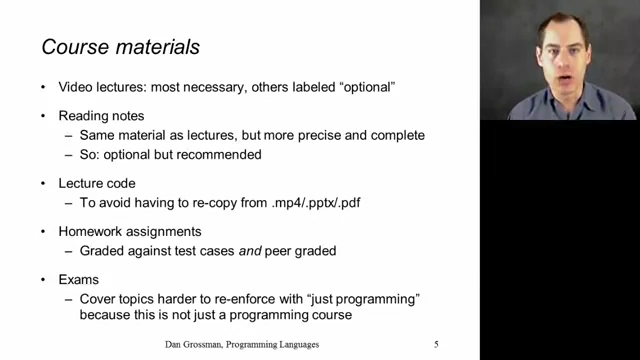 Course materials
• Video lectures: most necessary, others labeled “optional”
• Reading notes
– Same material as lectures, but more precise and complete
– So: optional but recommended
• Lecture code
– To avoid having to re-copy from .mp4/.pptx/.pdf
• Homework assignments
– Graded against test cases and peer graded
• Exams
– Cover topics harder to re-enforce with “just programming”
because this is not just a programming course
Dan Grossman, Programming Languages
5